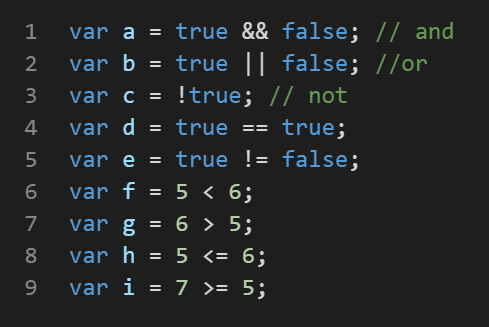 1 var a = true && false; // and
2 var b = true || false; //or
3 var c = !true; // not
4 var d = true == true;
5 var e = true != false;
6 var f = 5 < 6;
7 var g = 6 > 5;
8 var h = 5 <= 6;
9 var i = 7 >= 5;